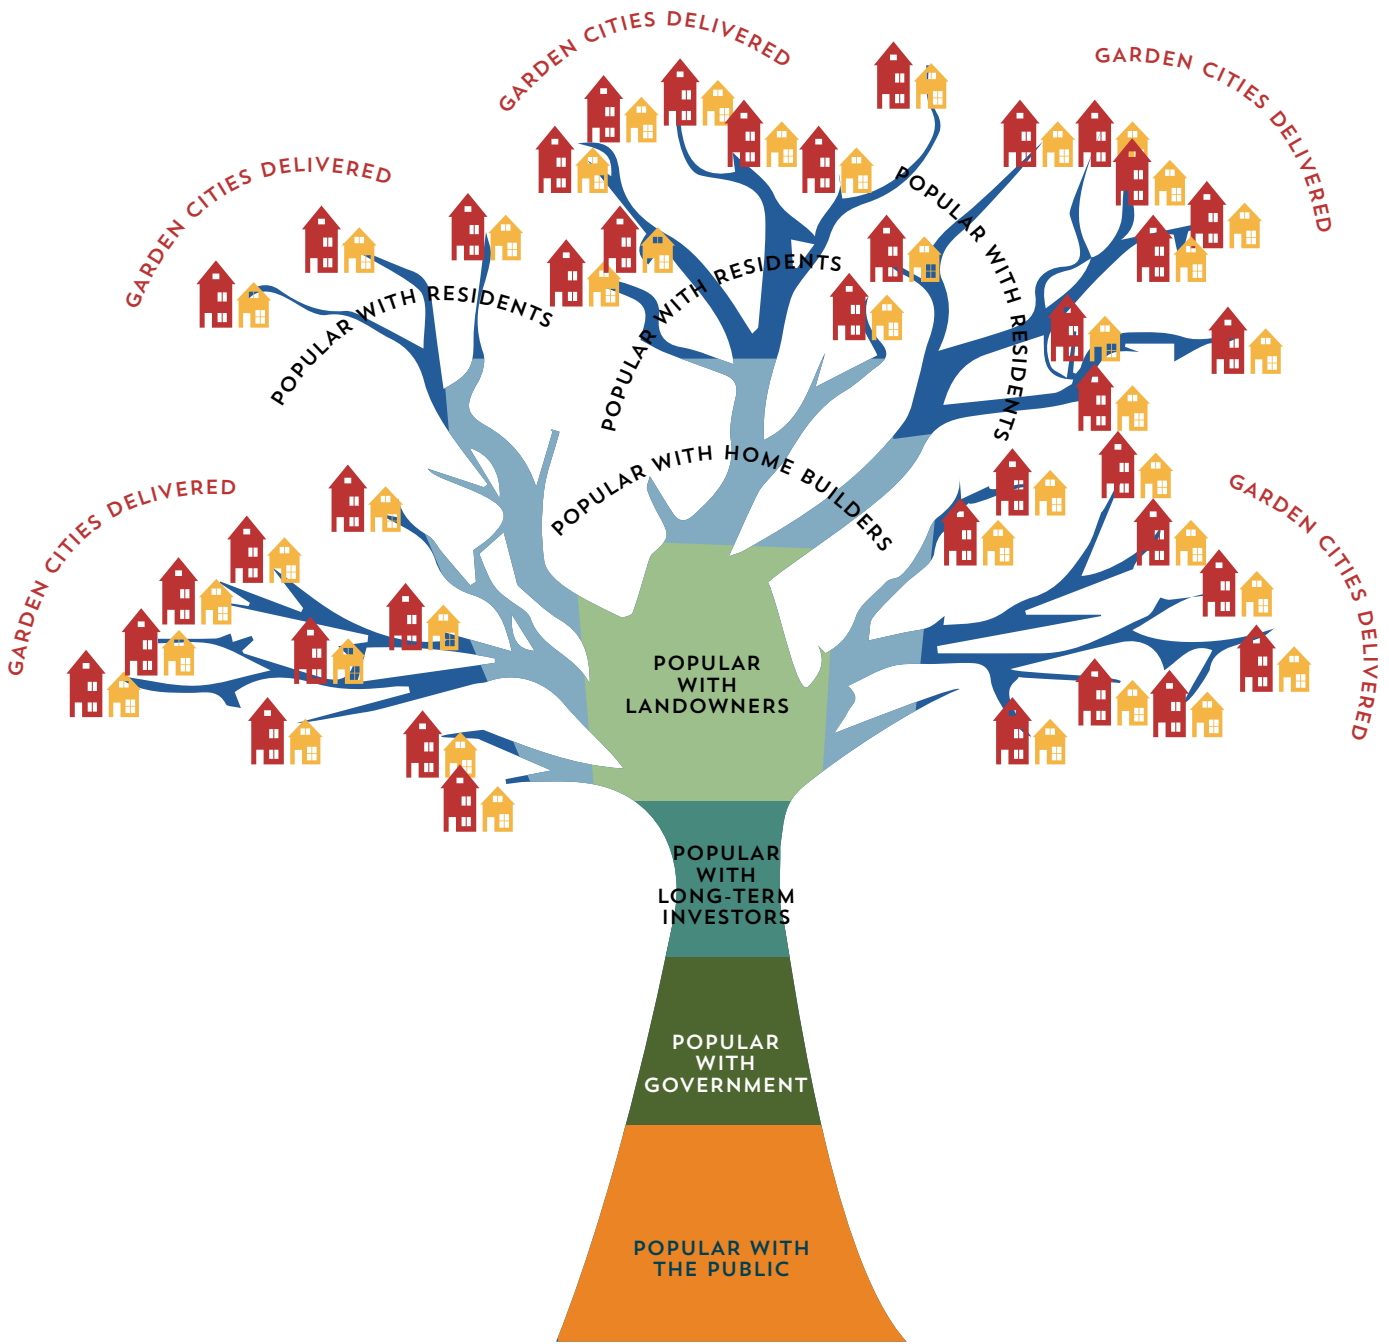 GARDEN CITIES DELIVERED
GARDEN CITIES DELIVERED
GARDEN CITIES DELIVERED
POPULAR WITH RESIDENTS
POPULAR WITH RESIDENTS
POPULAR WITH RESIDENTS
POPULAR WITH HOME BUILDERS
GARDEN CITIES DELIVERED
GARDEN CITIES DELIVERED
POPULAR
WITH
LANDOWNERS
POPULAR
WITH
LONG-TERM
INVESTORS
POPULAR
WITH
GOVERNMENT
POPULAR WITH
THE PUBLIC